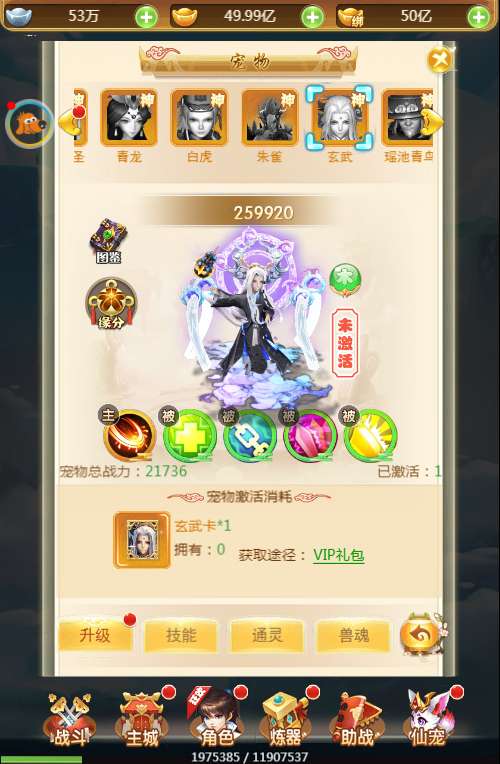 53万
49.99亿
绑
50亿
宠物
神
神
神
神
圣
青龙
白虎
朱雀
玄武
瑶池青鸟
259920
图鉴
缘分
木
未激活
主
被
被
被
被
宠物总战力：21736
已激活：1
宠物激活消耗
玄武卡*1
拥有：0
获取途径：
VIP礼包
升级
技能
通灵
兽魂
战斗
主城
角色
炼器
助战
仙宠
1975385 / 11907537